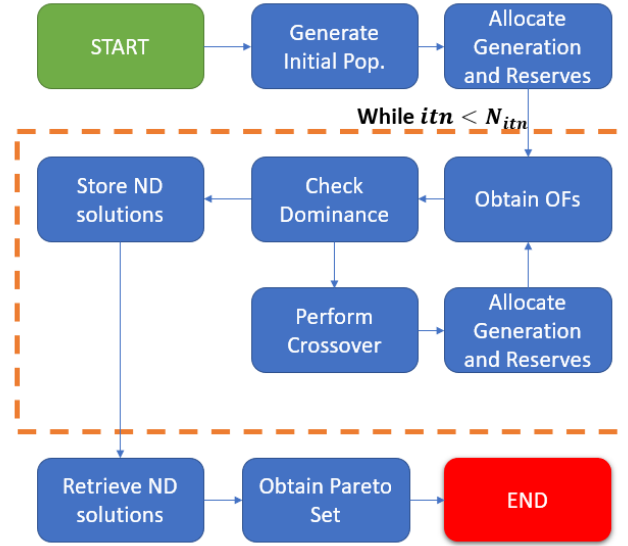 START
Generate
Initial Pop.
Allocate
Generation
and Reserves
While itn < N_itn
Store ND
solutions
Check
Dominance
Obtain OFs
Perform
Crossover
Allocate
Generation
and Reserves
Retrieve ND
solutions
Obtain Pareto
Set
END